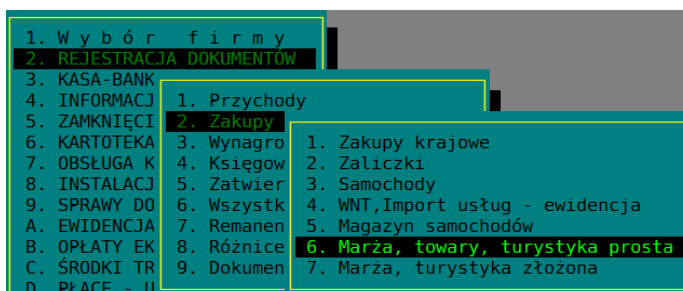 1. W y b ó r   f i r m y
2. REJESTRACJA DOKUMENTÓW
3. KASA-BANK
4. INFORMACJ
5. ZAMKNIĘCI
6. KARTOTEKA
7. OBSŁUGA K
8. INSTALACJ
9. SPRAWY DO
A. EWIDENCJA
B. OPŁATY EK
C. ŚRODKI TR
D. PŁACE - U
1. Przychody
2. Zakupy
3. Wynagro
4. Księgow
5. Zatwier
6. Wszystk
7. Remanen
8. Różnice
9. Dokumen
1. Zakupy krajowe
2. Zaliczki
3. Samochody
4. WNT,Import usług - ewidencja
5. Magazyn samochodów
6. Marża, towary, turystyka prosta
7. Marża, turystyka złożona